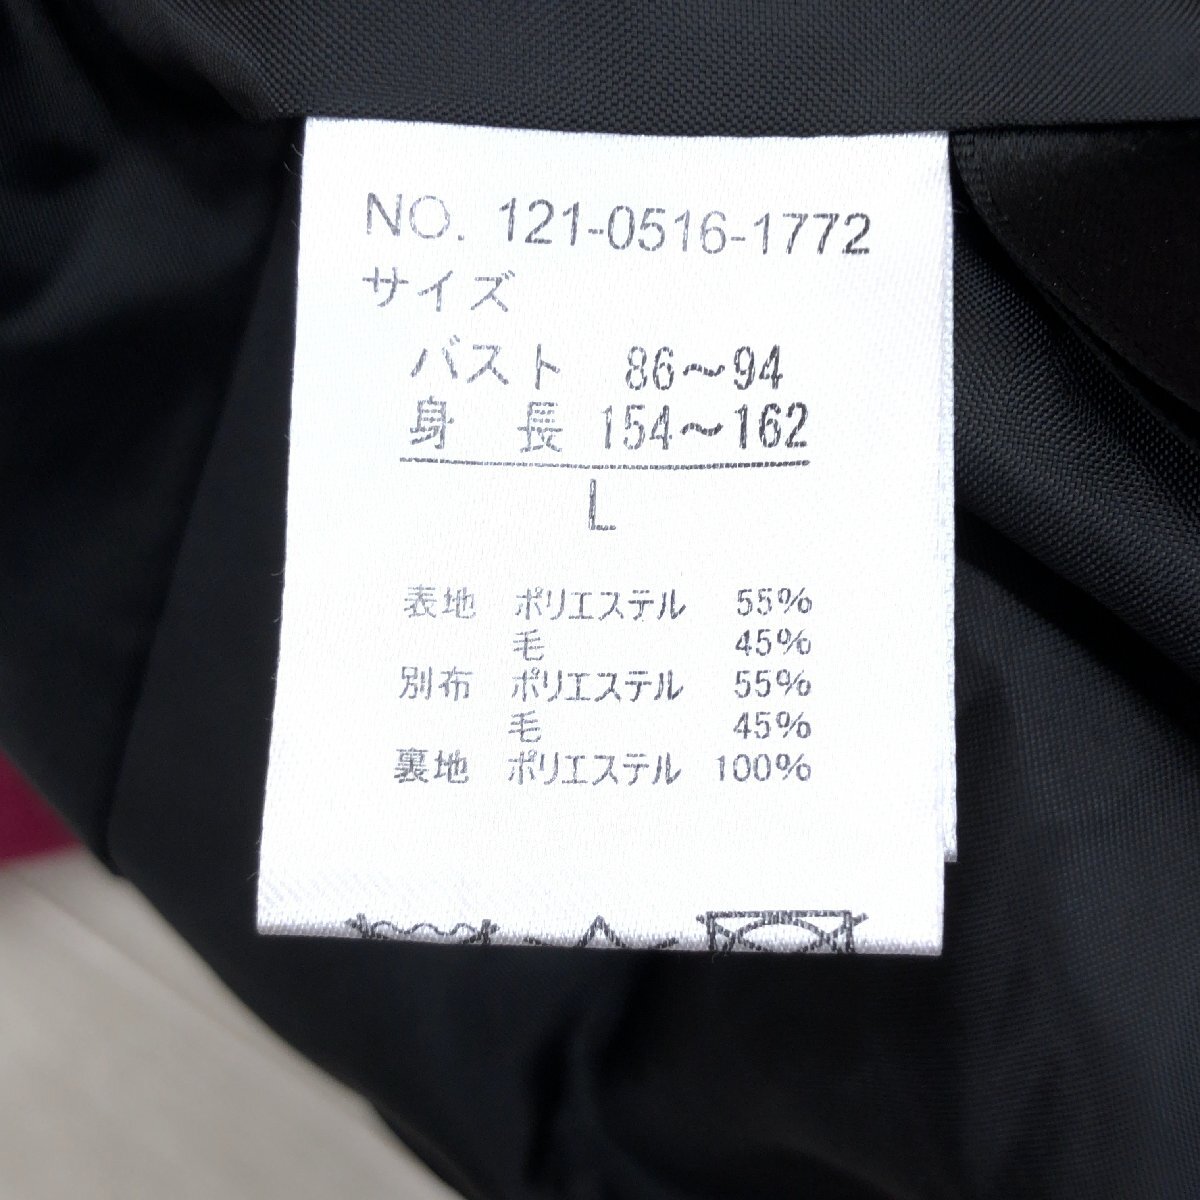 NO. 121-0516-1772
サイズ
バスト 86～94
身 長 154～162
L
表地 ポリエステル 55%
毛 45%
別布 ポリエステル 55%
毛 45%
裏地 ポリエステル 100%